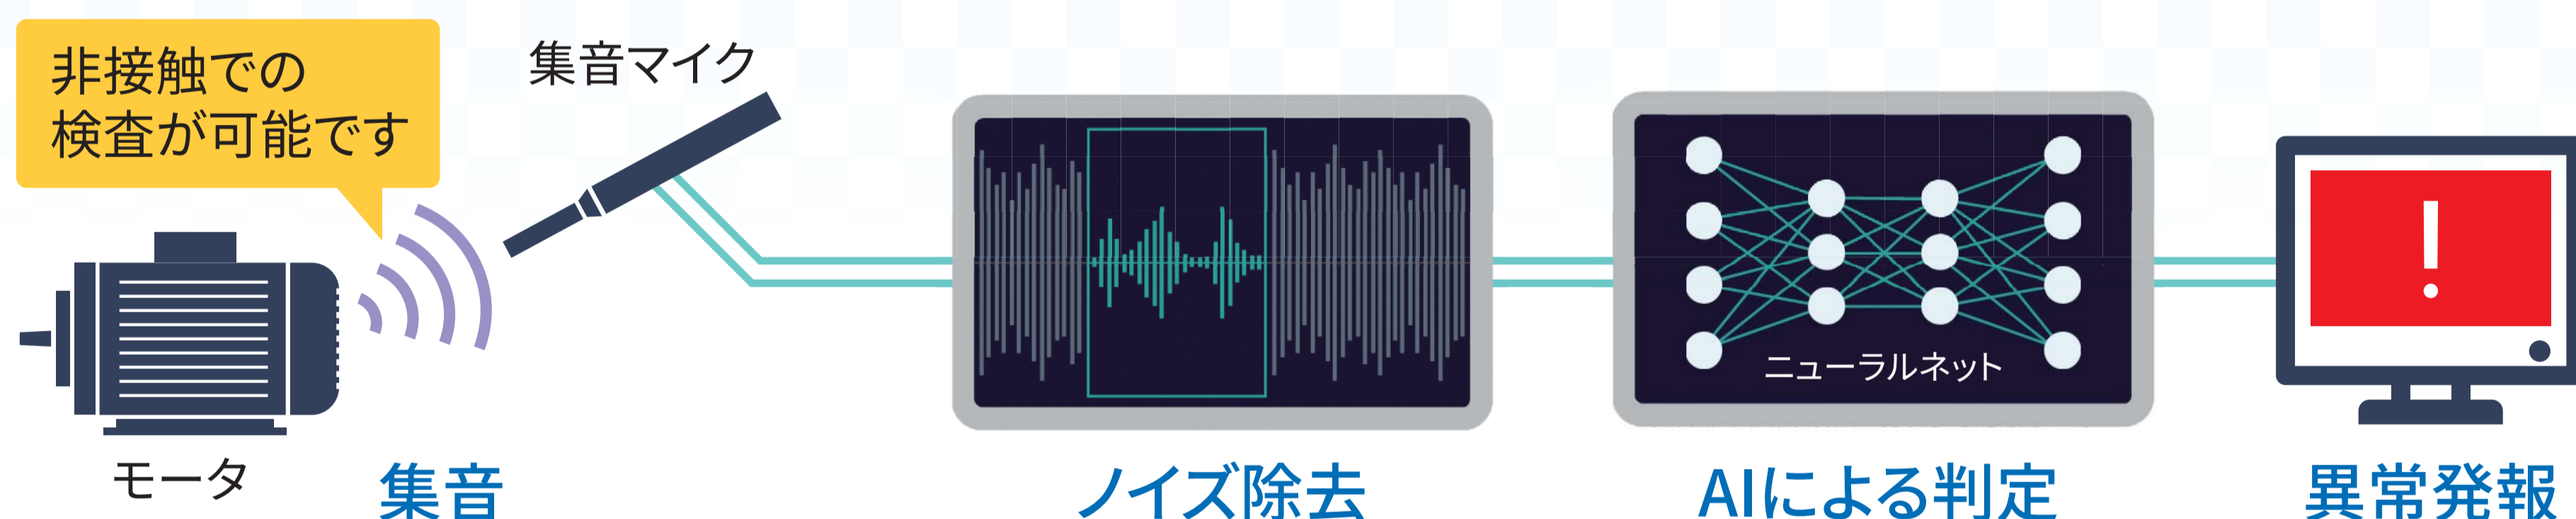 非接触での
検査が可能です
集音マイク
ニューラルネット
モータ
集音
ノイズ除去
AIによる判定
異常発報